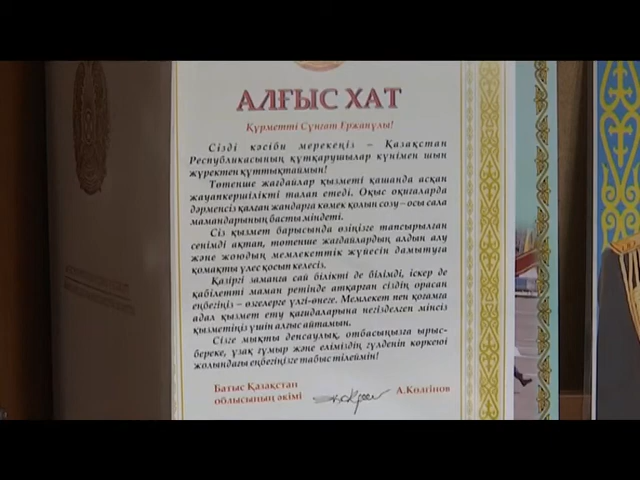 АЛҒЫС ХАТ
Құрметті Сұңғат Ержанұлы!
Сізді кәсіби мерекеңіз – Қазақстан
Республикасының құтқарушылар күнімен шын
жүректен құттықтаймын!
Төтенше жағдайлар қызметі қашанда асқан
жауапкершілікті талап етеді. Оқыс оқиғаларда
дәрменсіз қалған жандарға көмек қолын созу – осы сала
мамандарының басты міндеті.
Сіз қызмет барысында өзіңізге тапсырылған
сенімді ақтап, төтенше жағдайлардың алдын алу
және жоюдың мемлекеттік жүйесін дамытуға
қомақты үлес қосып келесіз.
Қазіргі заманға сай білікті де білімді, іскер де
қабілетті маман ретінде атқарған сіздің орасан
еңбегіңіз – өзгелерге үлгі-өнеге. Мемлекет пен қоғамға
адал қызмет ету қағидаларына негізделген мінсіз
қызметіңіз үшін алғыс айтамын.
Сізге мықты денсаулық, отбасыңызға ырыс-
береке, ұзақ ғұмыр және еліміздің гүлденіп көркеюі
жолындағы еңбегіңізге табыс тілеймін!
Батыс Қазақстан
облысының әкімі
А.Көлгінов